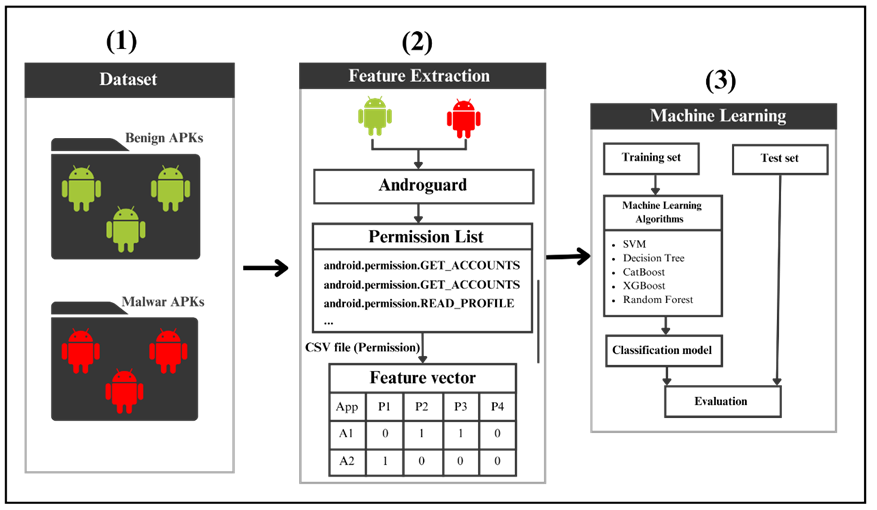 (1)
Dataset
Benign APKs
Malwar APKs
(2)
Feature Extraction
Androguard
Permission List
android.permission.GET_ACCOUNTS
android.permission.GET_ACCOUNTS
android.permission.READ_PROFILE
...
CSV file (Permission)
Feature vector
App P1 P2 P3 P4
A1 0 1 1 0
A2 1 0 0 0
(3)
Machine Learning
Training set
Test set
Machine Learning
Algorithms
• SVM
• Decision Tree
• CatBoost
• XGBoost
• Random Forest
Classification model
Evaluation